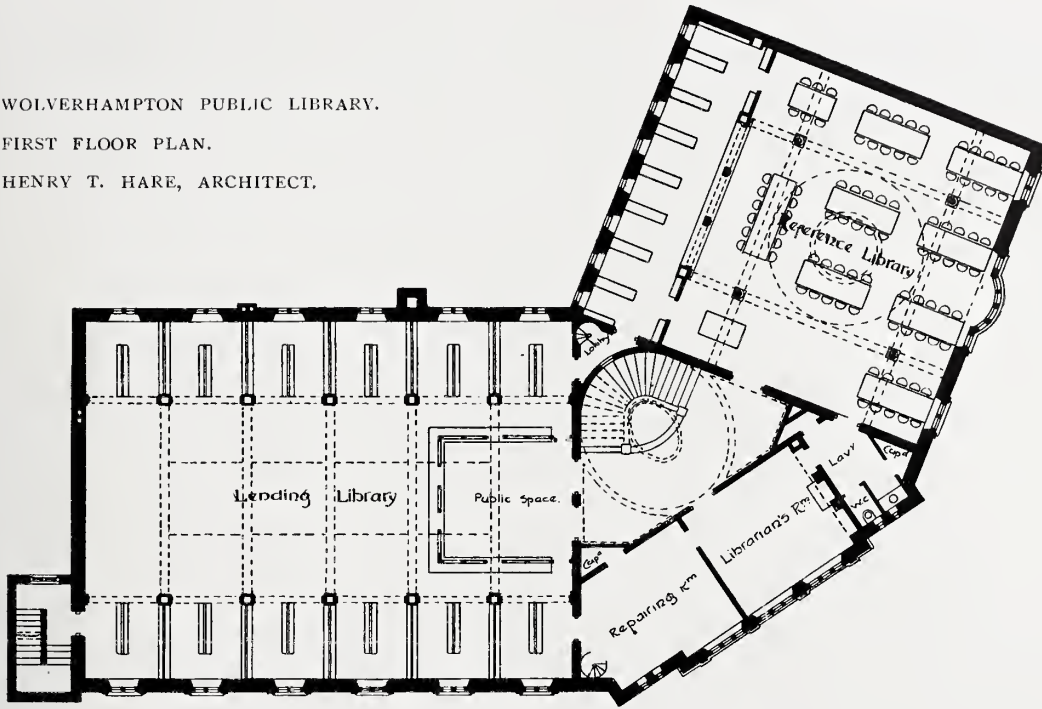 WOLVERHAMPTON PUBLIC LIBRARY.
FIRST FLOOR PLAN.
HENRY T. HARE, ARCHITECT.
Reference Library
Lobby
Lending Library
Public Space.
Lavy
Cupd
W.C
Librarian's Rm
Cupd
Repairing Rm